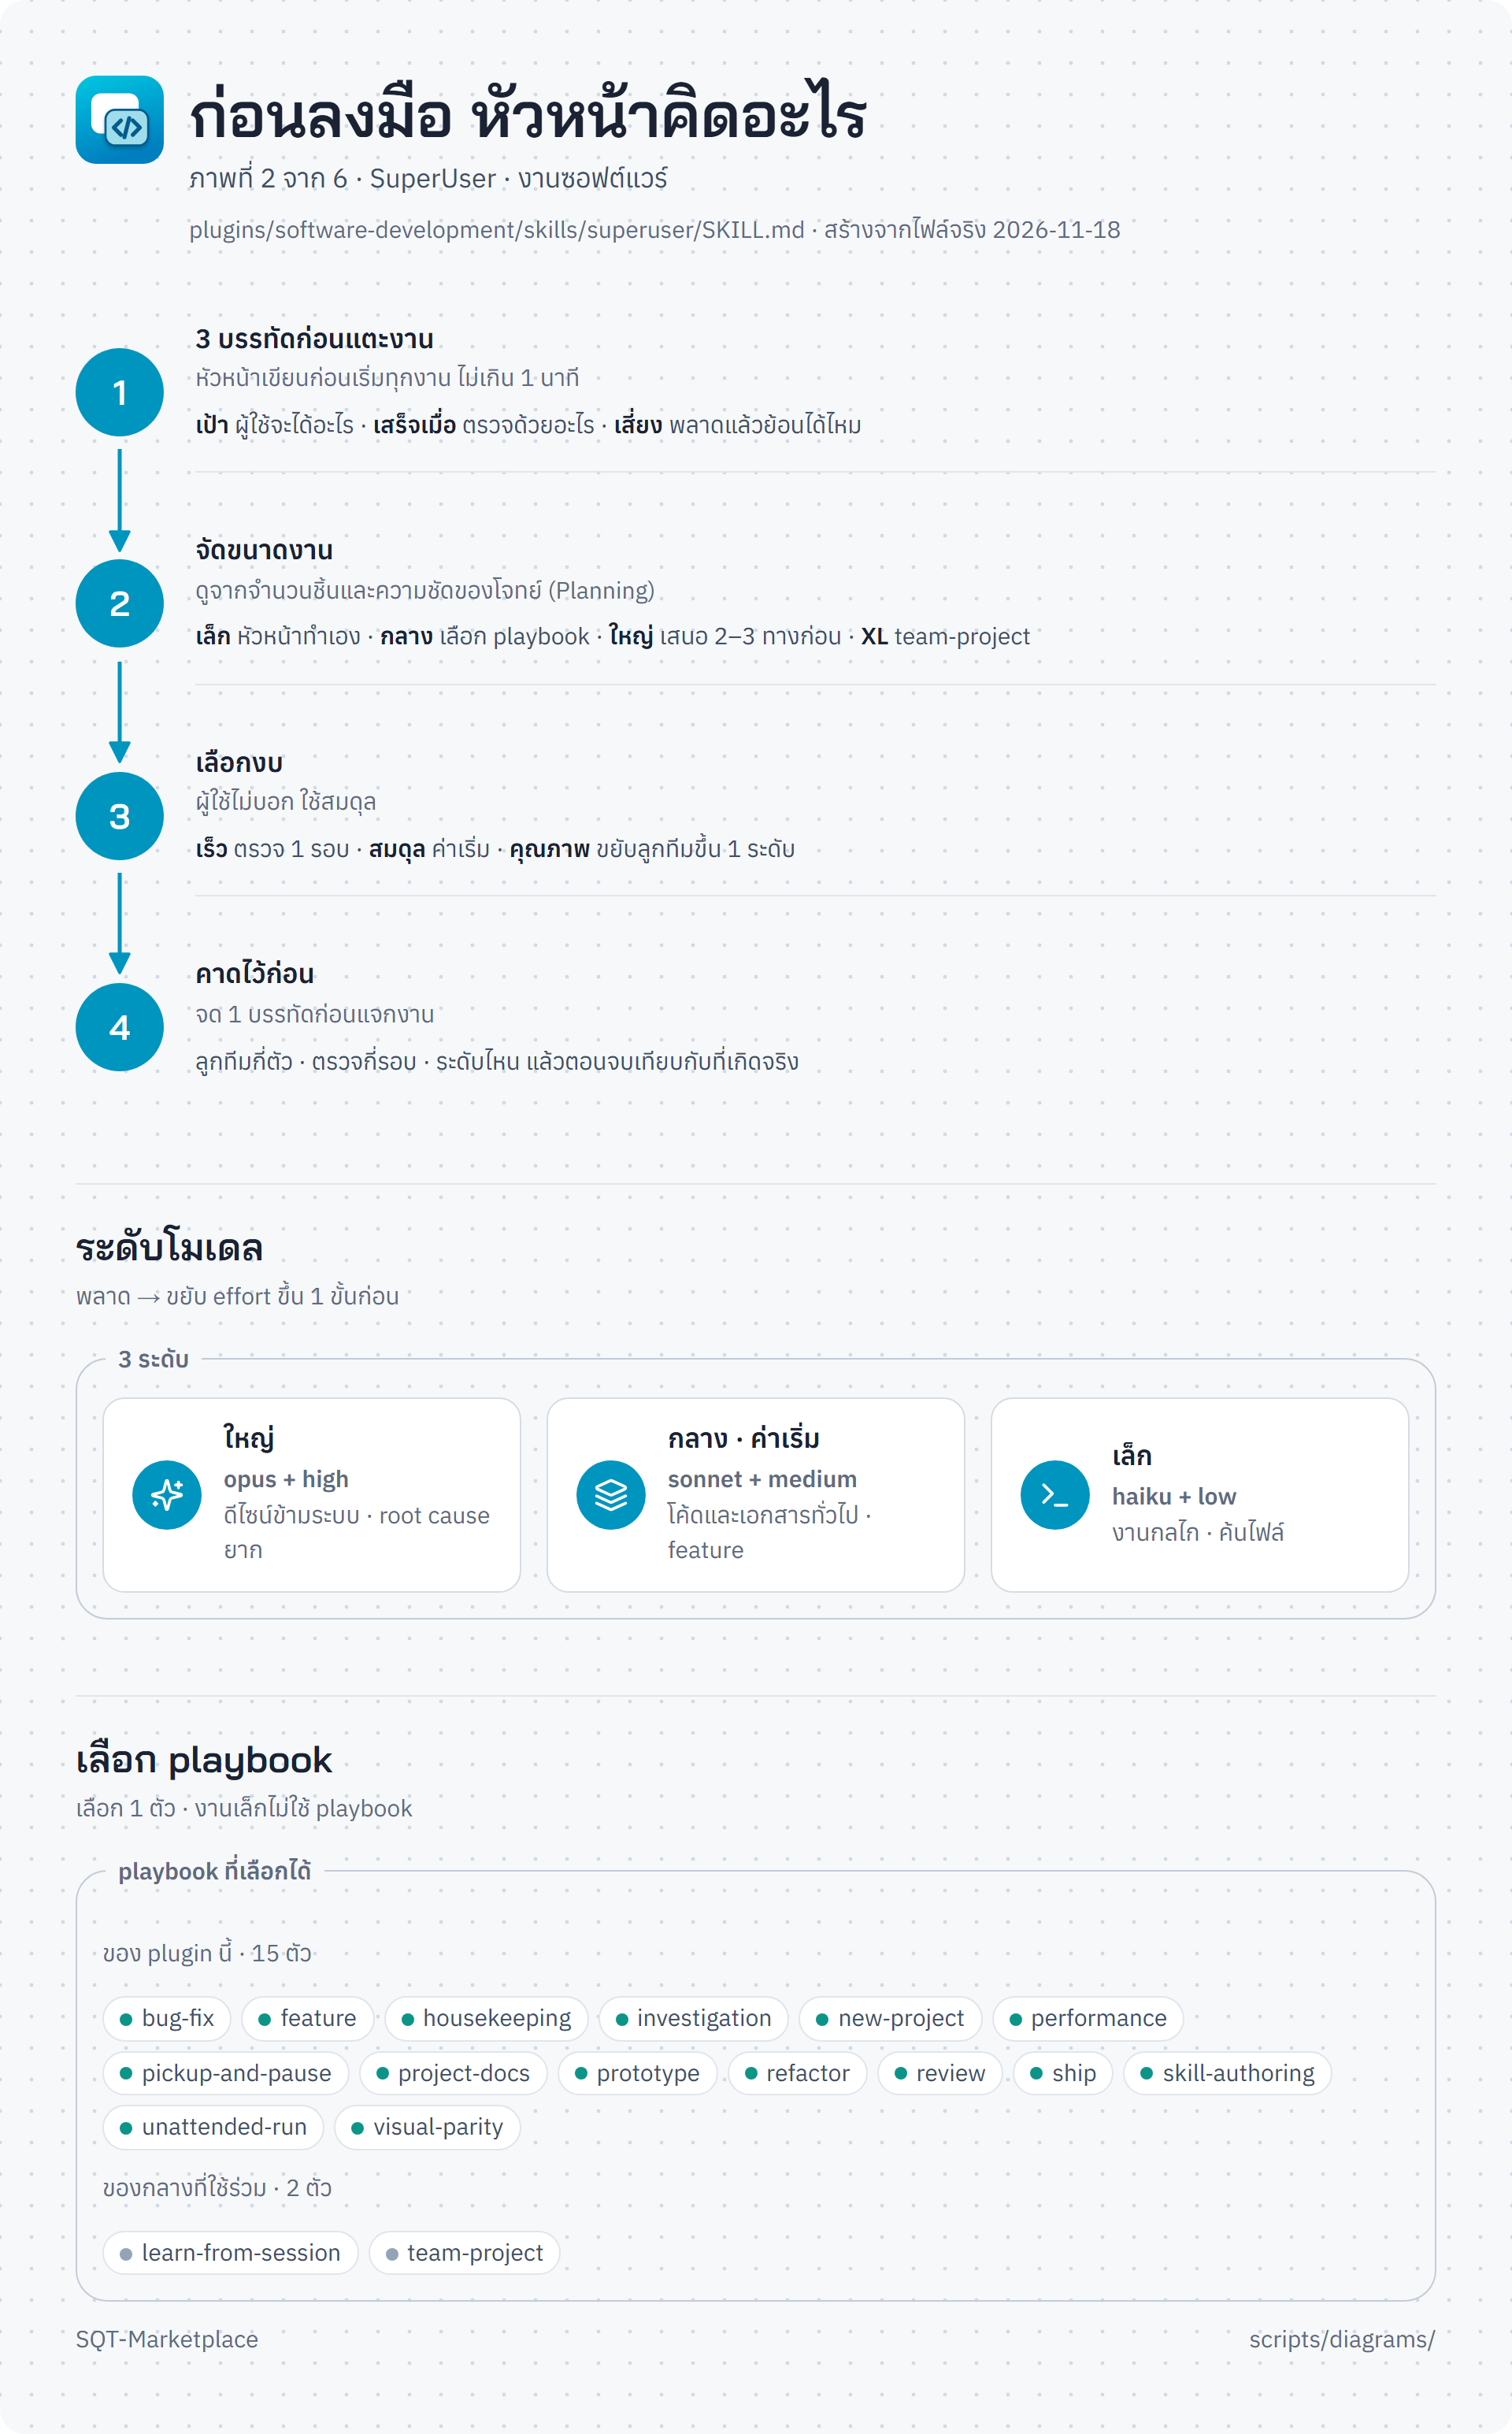 ก่อนลงมือ หัวหน้าคิดอะไร
ภาพที่ 2 จาก 6 · SuperUser · งานซอฟต์แวร์
plugins/software-development/skills/superuser/SKILL.md · สร้างจากไฟล์จริง 2026-11-18
1
3 บรรทัดก่อนแตะงาน
หัวหน้าเขียนก่อนเริ่มทุกงาน ไม่เกิน 1 นาที
เป้า ผู้ใช้จะได้อะไร · เสร็จเมื่อ ตรวจด้วยอะไร · เสี่ยง พลาดแล้วย้อนได้ไหม
2
จัดขนาดงาน
ดูจากจำนวนชิ้นและความชัดของโจทย์ (Planning)
เล็ก หัวหน้าทำเอง · กลาง เลือก playbook · ใหญ่ เสนอ 2–3 ทางก่อน · XL team-project
3
เลือกงบ
ผู้ใช้ไม่บอก ใช้สมดุล
เร็ว ตรวจ 1 รอบ · สมดุล ค่าเริ่ม · คุณภาพ ขยับลูกทีมขึ้น 1 ระดับ
4
คาดไว้ก่อน
จด 1 บรรทัดก่อนแจกงาน
ลูกทีมกี่ตัว · ตรวจกี่รอบ · ระดับไหน แล้วตอนจบเทียบกับที่เกิดจริง
ระดับโมเดล
พลาด → ขยับ effort ขึ้น 1 ขั้นก่อน
3 ระดับ
ใหญ่
opus + high
ดีไซน์ข้ามระบบ · root cause
ยาก
กลาง · ค่าเริ่ม
sonnet + medium
โค้ดและเอกสารทั่วไป ·
feature
เล็ก
haiku + low
งานกลไก · ค้นไฟล์
เลือก playbook
เลือก 1 ตัว · งานเล็กไม่ใช้ playbook
playbook ที่เลือกได้
ของ plugin นี้ · 15 ตัว
bug-fix feature housekeeping investigation new-project performance
pickup-and-pause project-docs prototype refactor review ship skill-authoring
unattended-run visual-parity
ของกลางที่ใช้ร่วม · 2 ตัว
learn-from-session team-project
SQT-Marketplace scripts/diagrams/